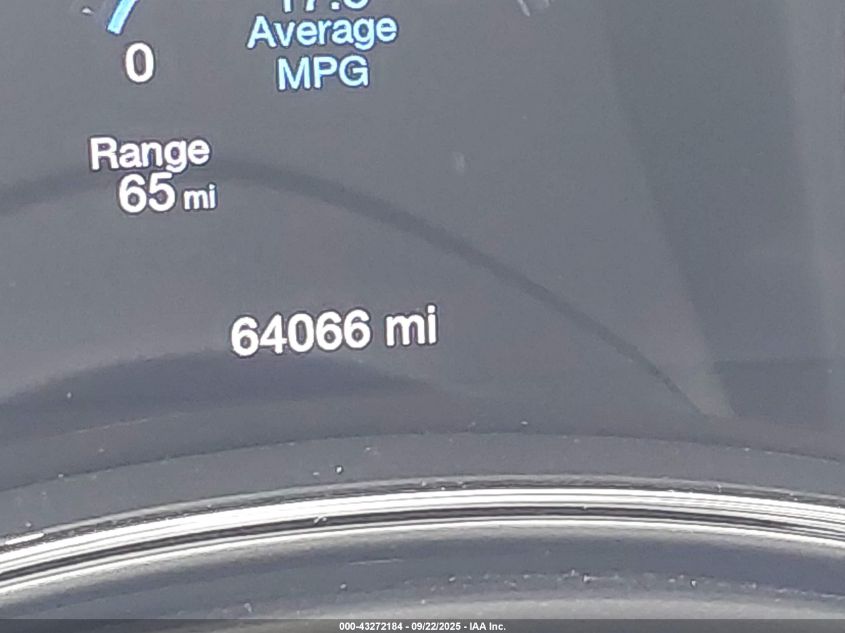 Average
MPG
0
Range
65 mi
64066 mi
000-43272184 - 09/22/2025 - IAA Inc.